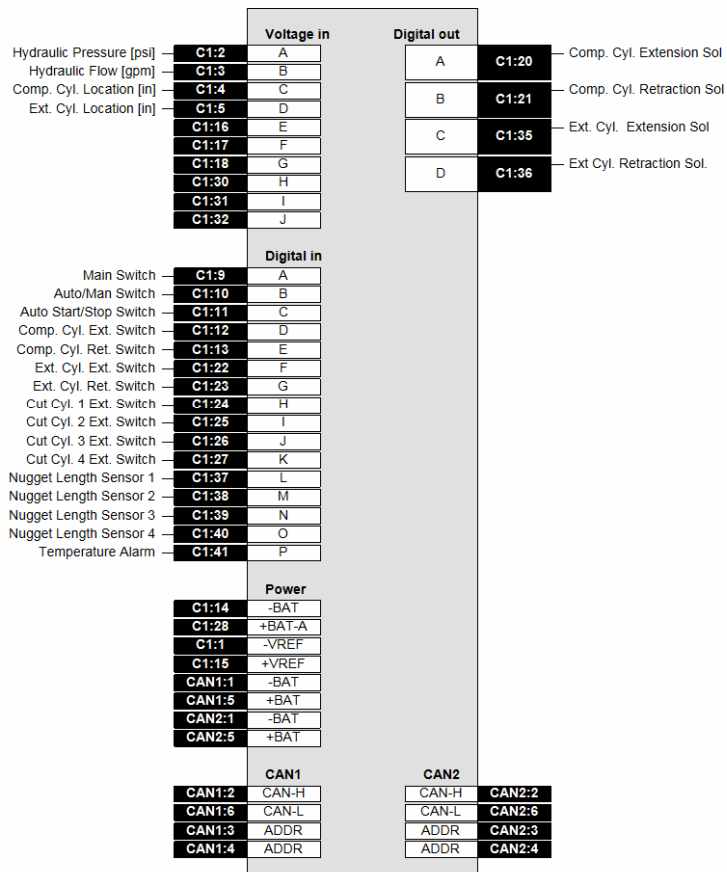 Voltage in Digital out
Hydraulic Pressure [psi] C1:2 A
Hydraulic Flow [gpm] C1:3 B
Comp. Cyl. Location [in] C1:4 C
Ext. Cyl. Location [in] C1:5 D
C1:16 E
C1:17 F
C1:18 G
C1:30 H
C1:31 I
C1:32 J
A C1:20 Comp. Cyl. Extension Sol
B C1:21 Comp. Cyl. Retraction Sol
C C1:35 Ext. Cyl. Extension Sol
D C1:36 Ext Cyl. Retraction Sol.
Digital in
Main Switch C1:9 A
Auto/Man Switch C1:10 B
Auto Start/Stop Switch C1:11 C
Comp. Cyl. Ext. Switch C1:12 D
Comp. Cyl. Ret. Switch C1:13 E
Ext. Cyl. Ext. Switch C1:22 F
Ext. Cyl. Ret. Switch C1:23 G
Cut Cyl. 1 Ext. Switch C1:24 H
Cut Cyl. 2 Ext. Switch C1:25 I
Cut Cyl. 3 Ext. Switch C1:26 J
Cut Cyl. 4 Ext. Switch C1:27 K
Nugget Length Sensor 1 C1:37 L
Nugget Length Sensor 2 C1:38 M
Nugget Length Sensor 3 C1:39 N
Nugget Length Sensor 4 C1:40 O
Temperature Alarm C1:41 P
Power
C1:14 -BAT
C1:28 +BAT-A
C1:1 -VREF
C1:15 +VREF
CAN1:1 -BAT
CAN1:5 +BAT
CAN2:1 -BAT
CAN2:5 +BAT
CAN1 CAN2
CAN1:2 CAN-H CAN-H CAN2:2
CAN1:6 CAN-L CAN-L CAN2:6
CAN1:3 ADDR ADDR CAN2:3
CAN1:4 ADDR ADDR CAN2:4